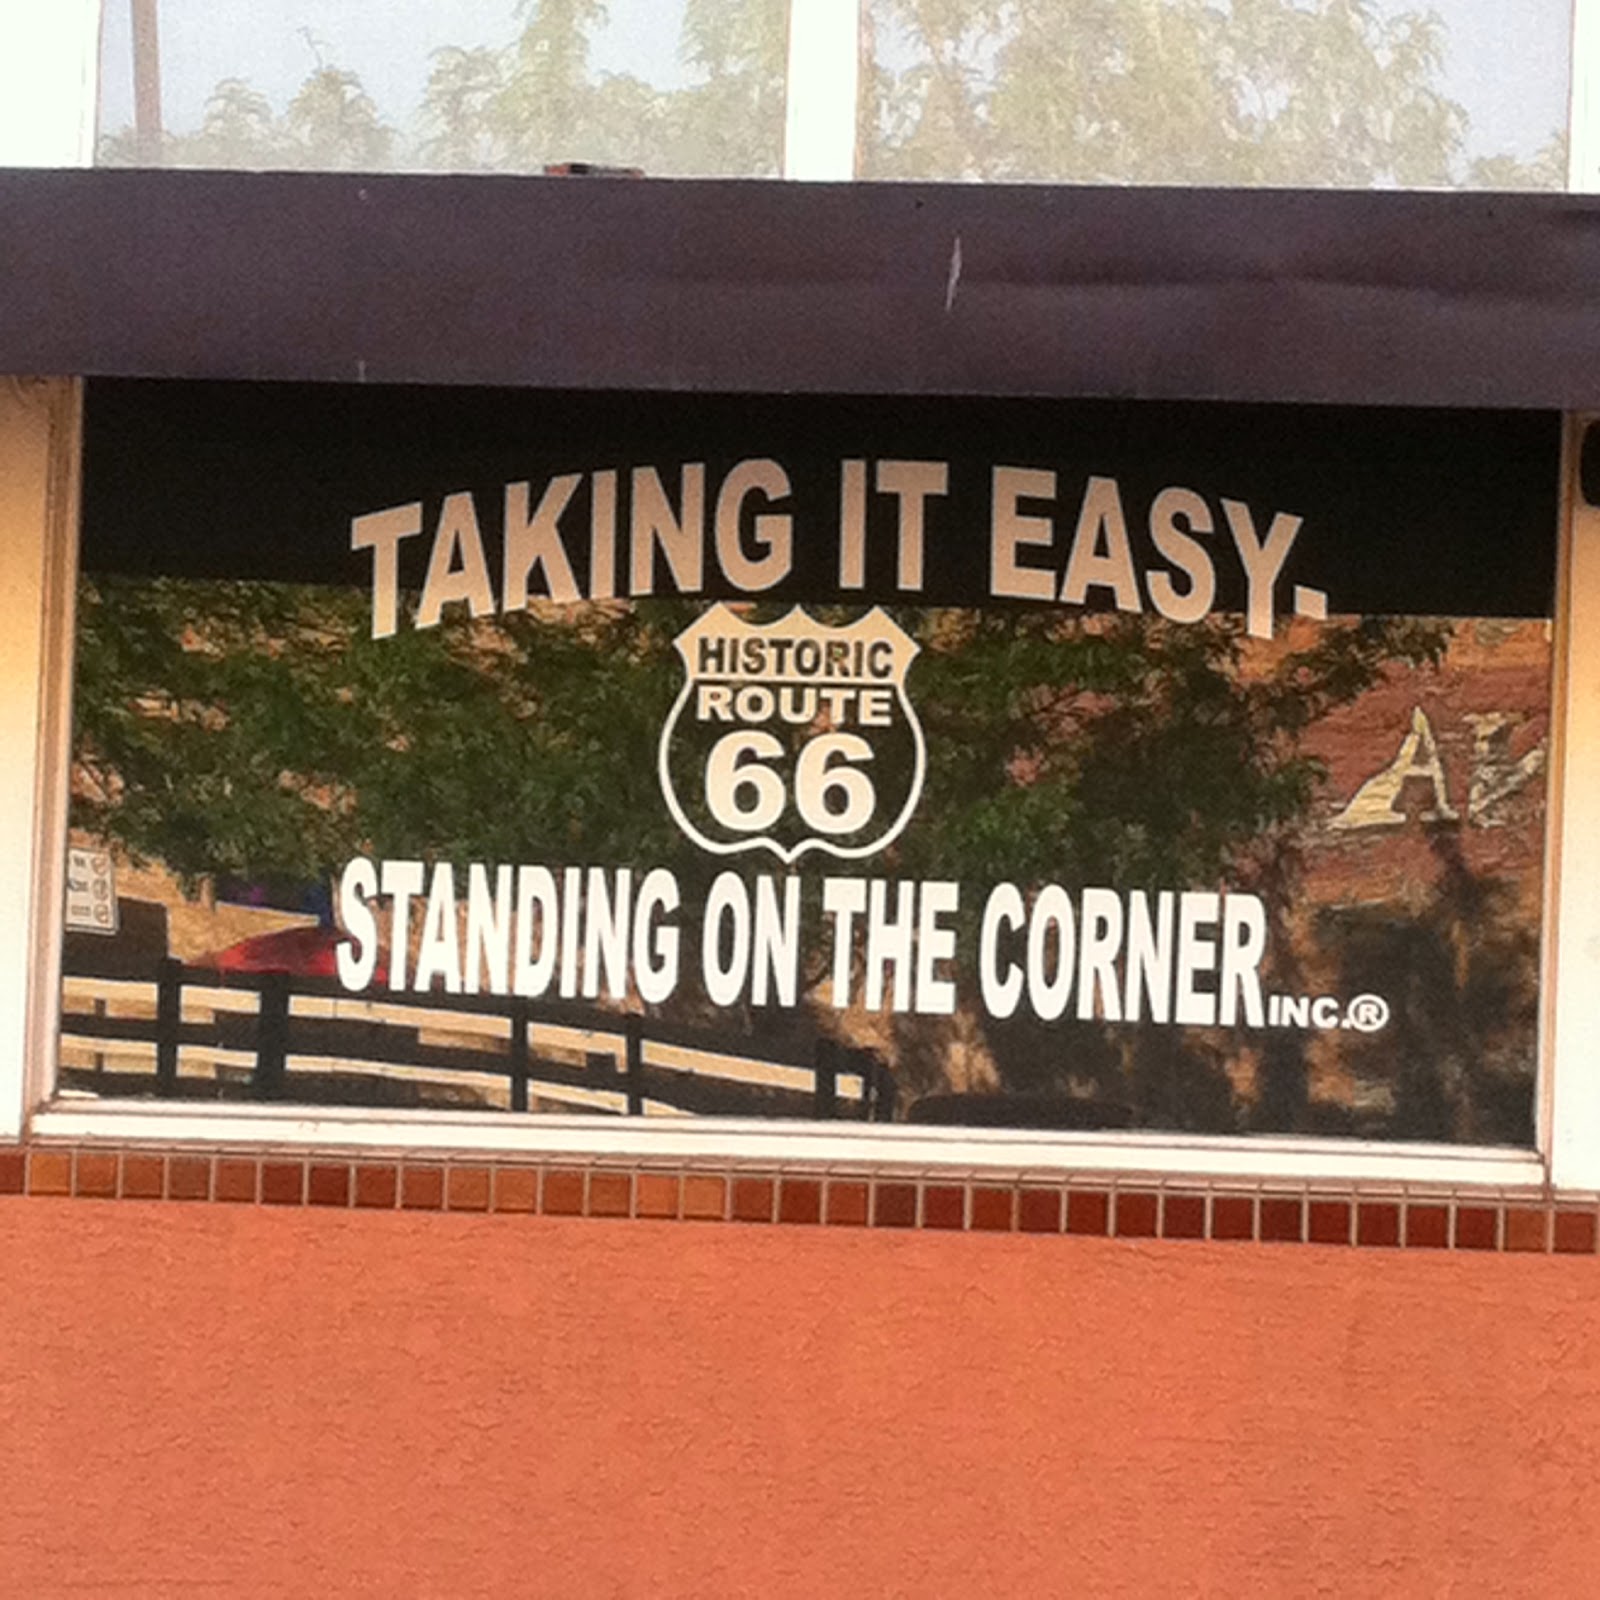 TAKING IT EASY-
HISTORIC
ROUTE
66
STANDING ON THE CORNER INC.®